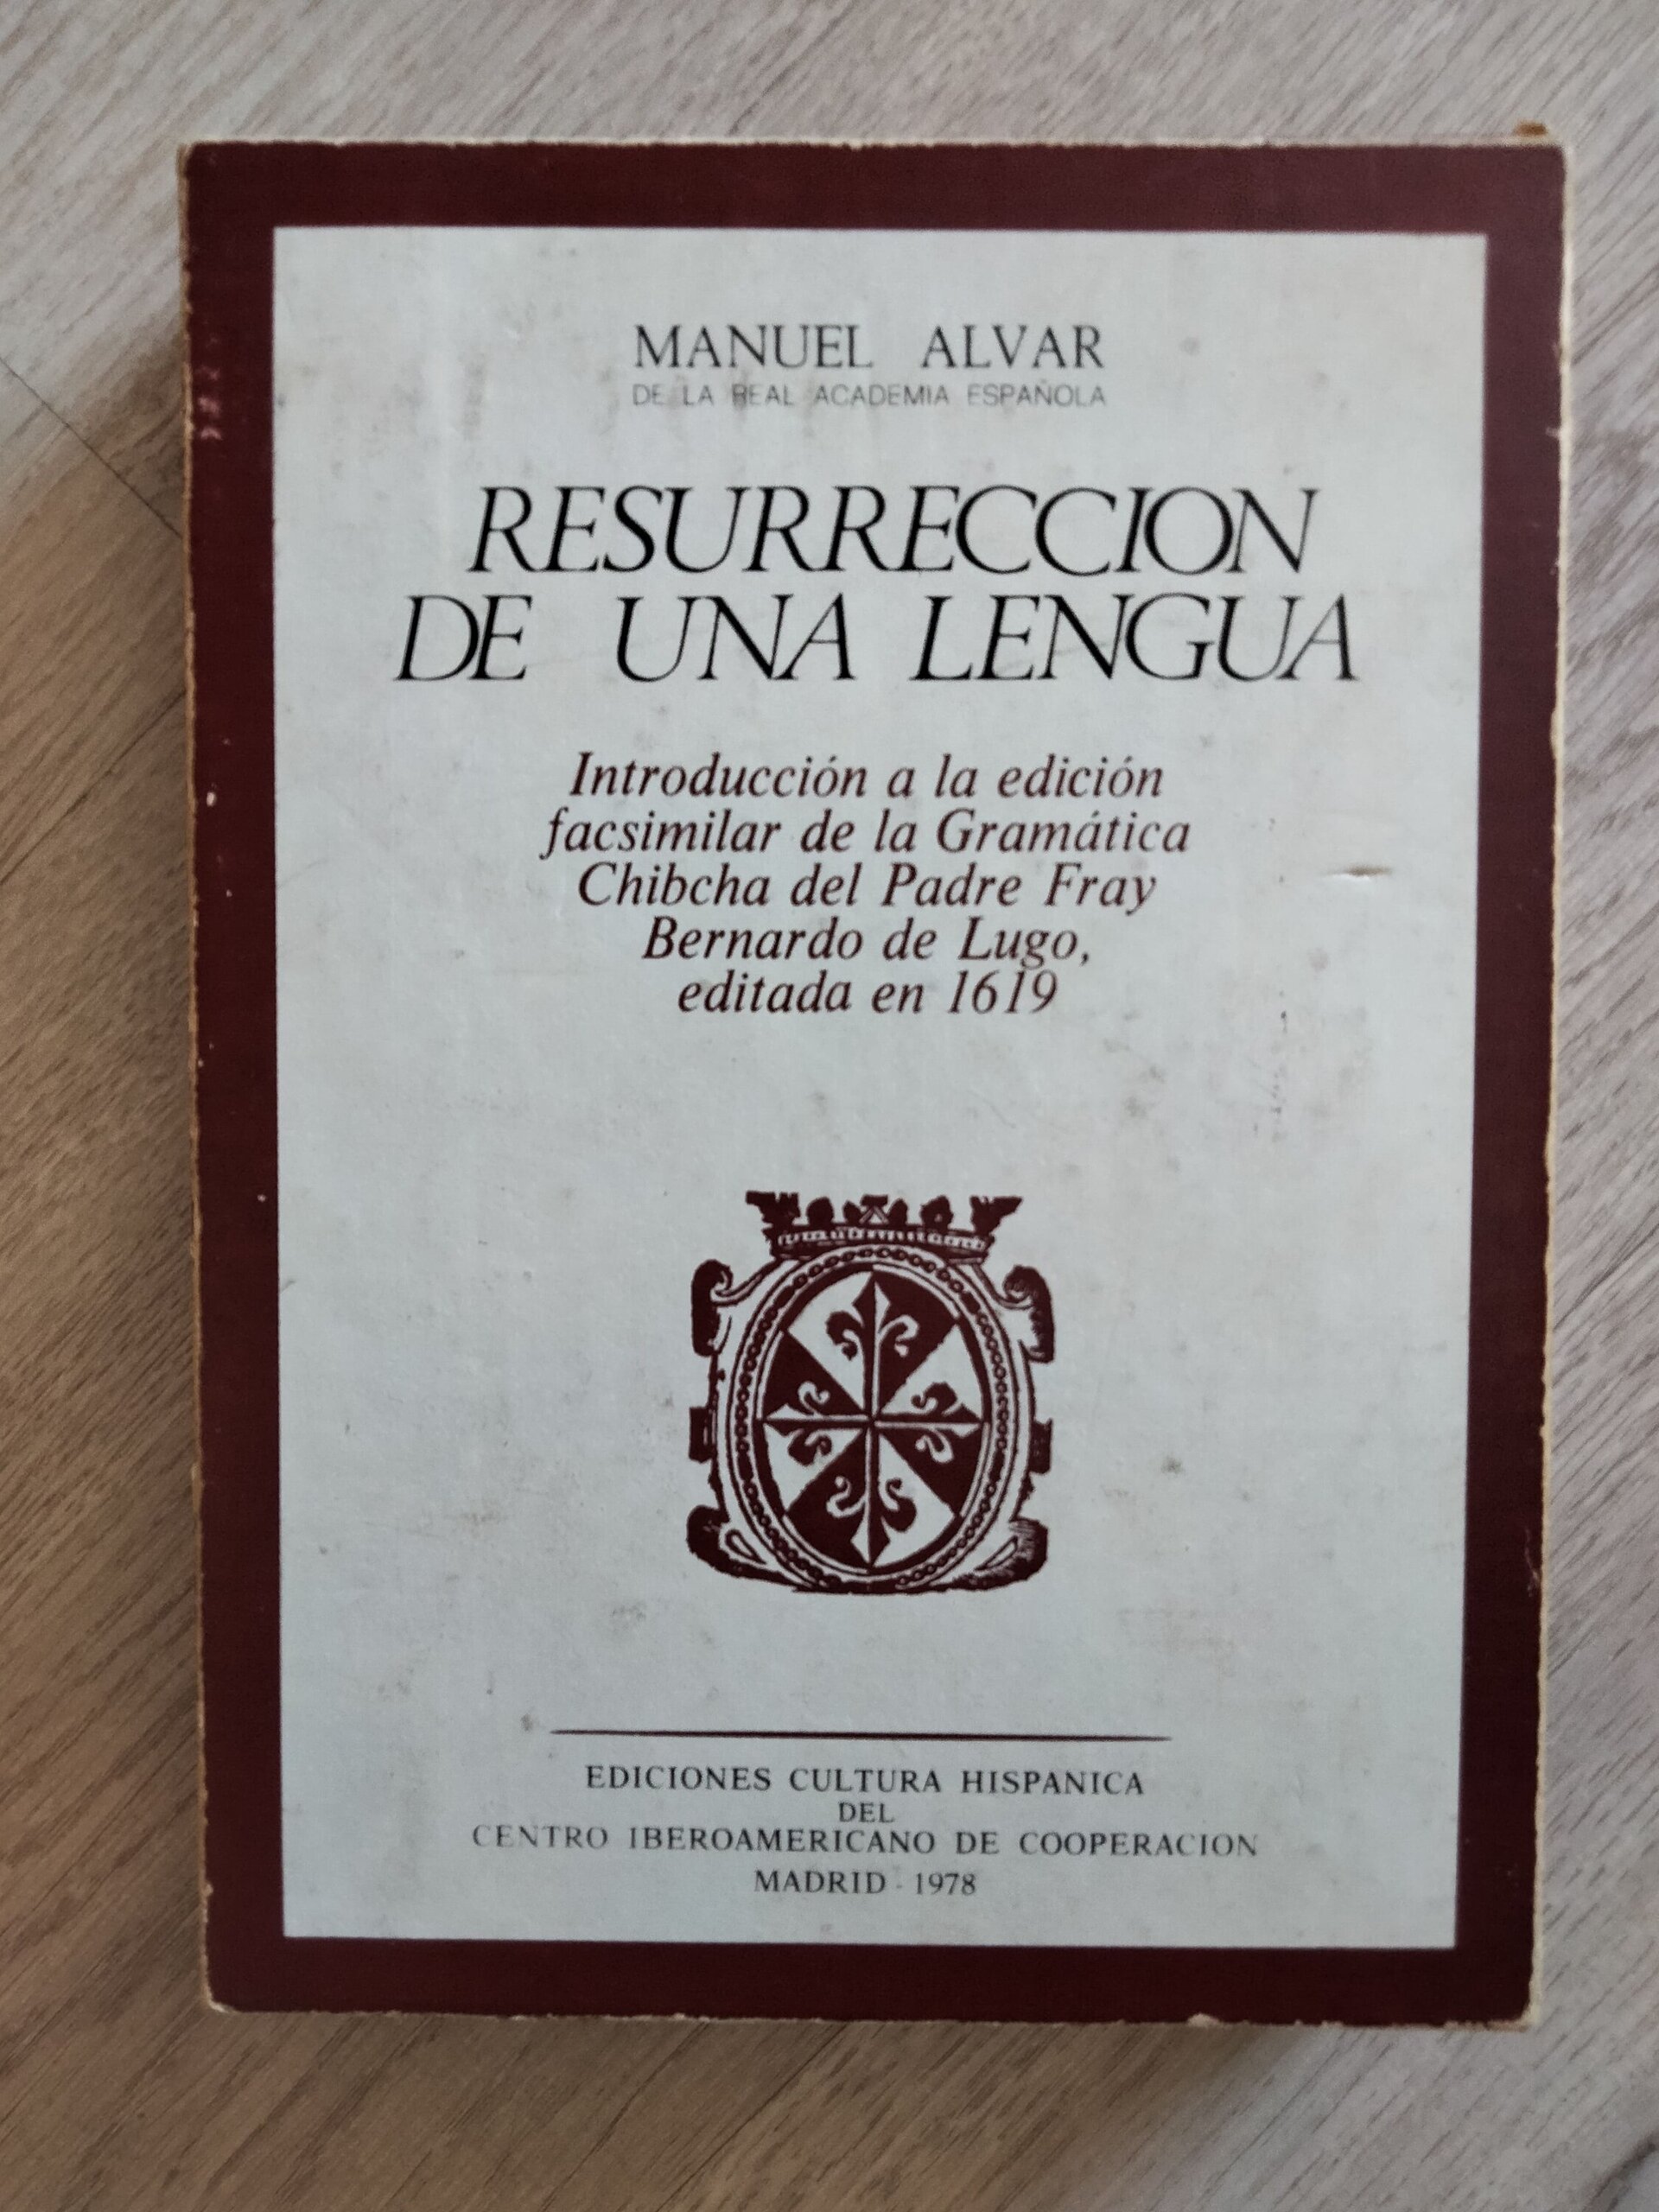 MANUEL ALVAR
DE LA REAL ACADEMIA ESPAÑOLA
RESURRECCION
DE UNA LENGUA
Introducción a la edición
facsimilar de la Gramática
Chibcha del Padre Fray
Bernardo de Lugo,
editada en 1619
EDICIONES CULTURA HISPANICA
DEL
CENTRO IBEROAMERICANO DE COOPERACION
MADRID - 1978